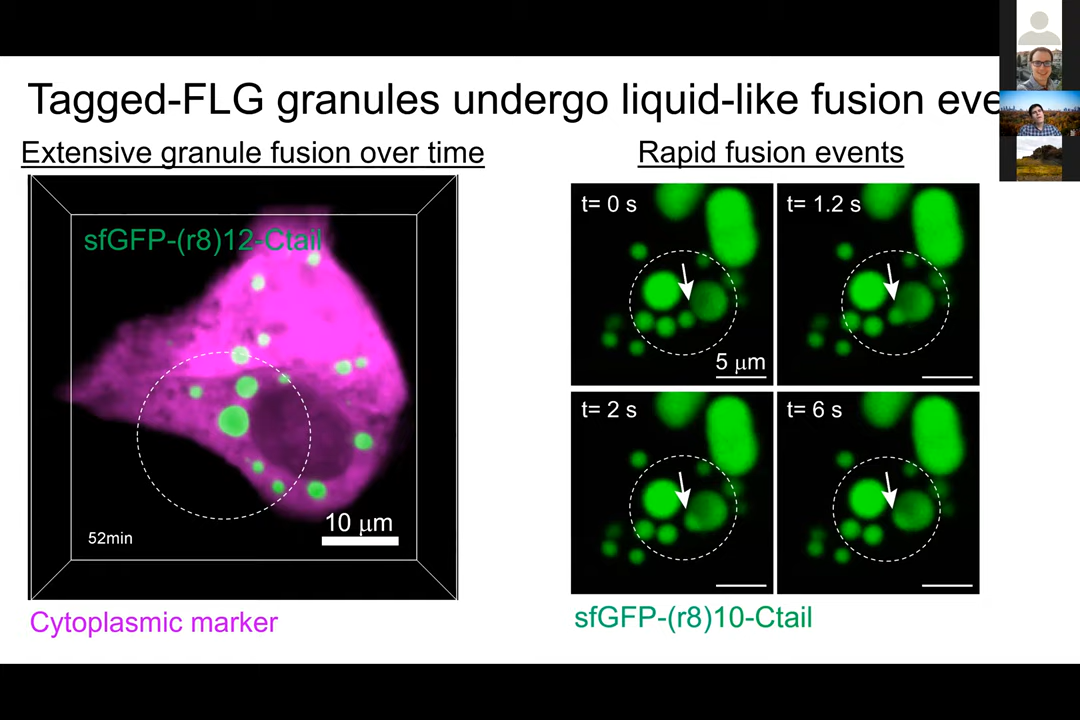 Tagged-FLG granules undergo liquid-like fusion eve
Extensive granule fusion over time
Rapid fusion events
sfGFP-(r8)12-Ctail
52min
10 μm
Cytoplasmic marker
t= 0 s
5 μm
t= 1.2 s
t= 2 s
t= 6 s
sfGFP-(r8)10-Ctail